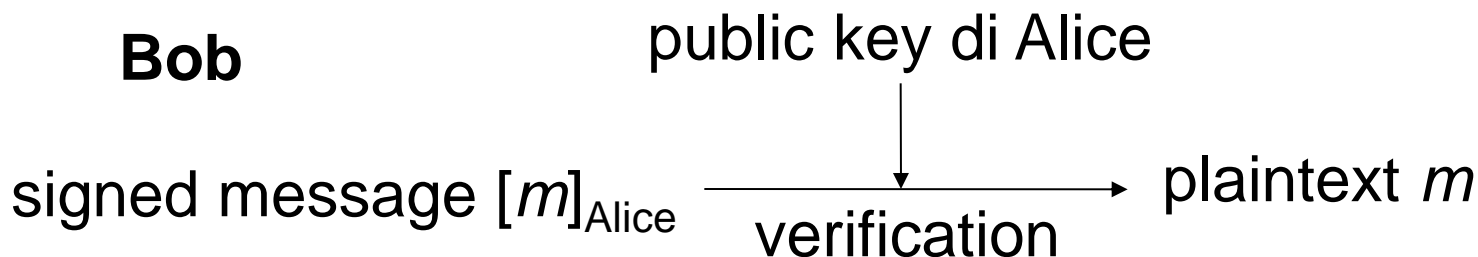 Bob
public key di Alice
signed message [m]Alice
plaintext m
verification